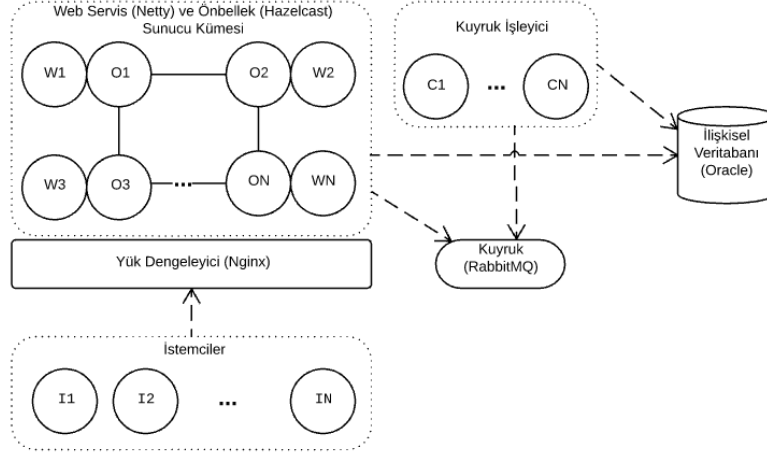 Web Servis (Netty) ve Önbellek (Hazelcast)
Sunucu Kümesi
W1 O1 O2 W2
W3 O3 ... ON WN
Kuyruk İşleyici
C1 ... CN
İlişkisel
Veritabanı
(Oracle)
Kuyruk
(RabbitMQ)
Yük Dengeleyici (Nginx)
İstemciler
I1 I2 ... IN